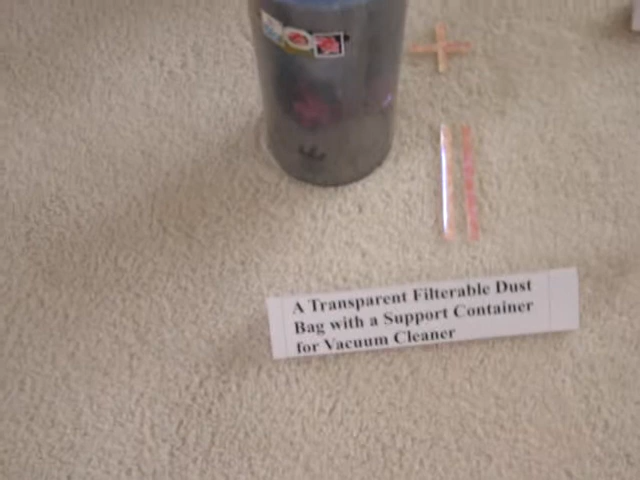 A Transparent Filterable Dust
Bag with a Support Container
for Vacuum Cleaner